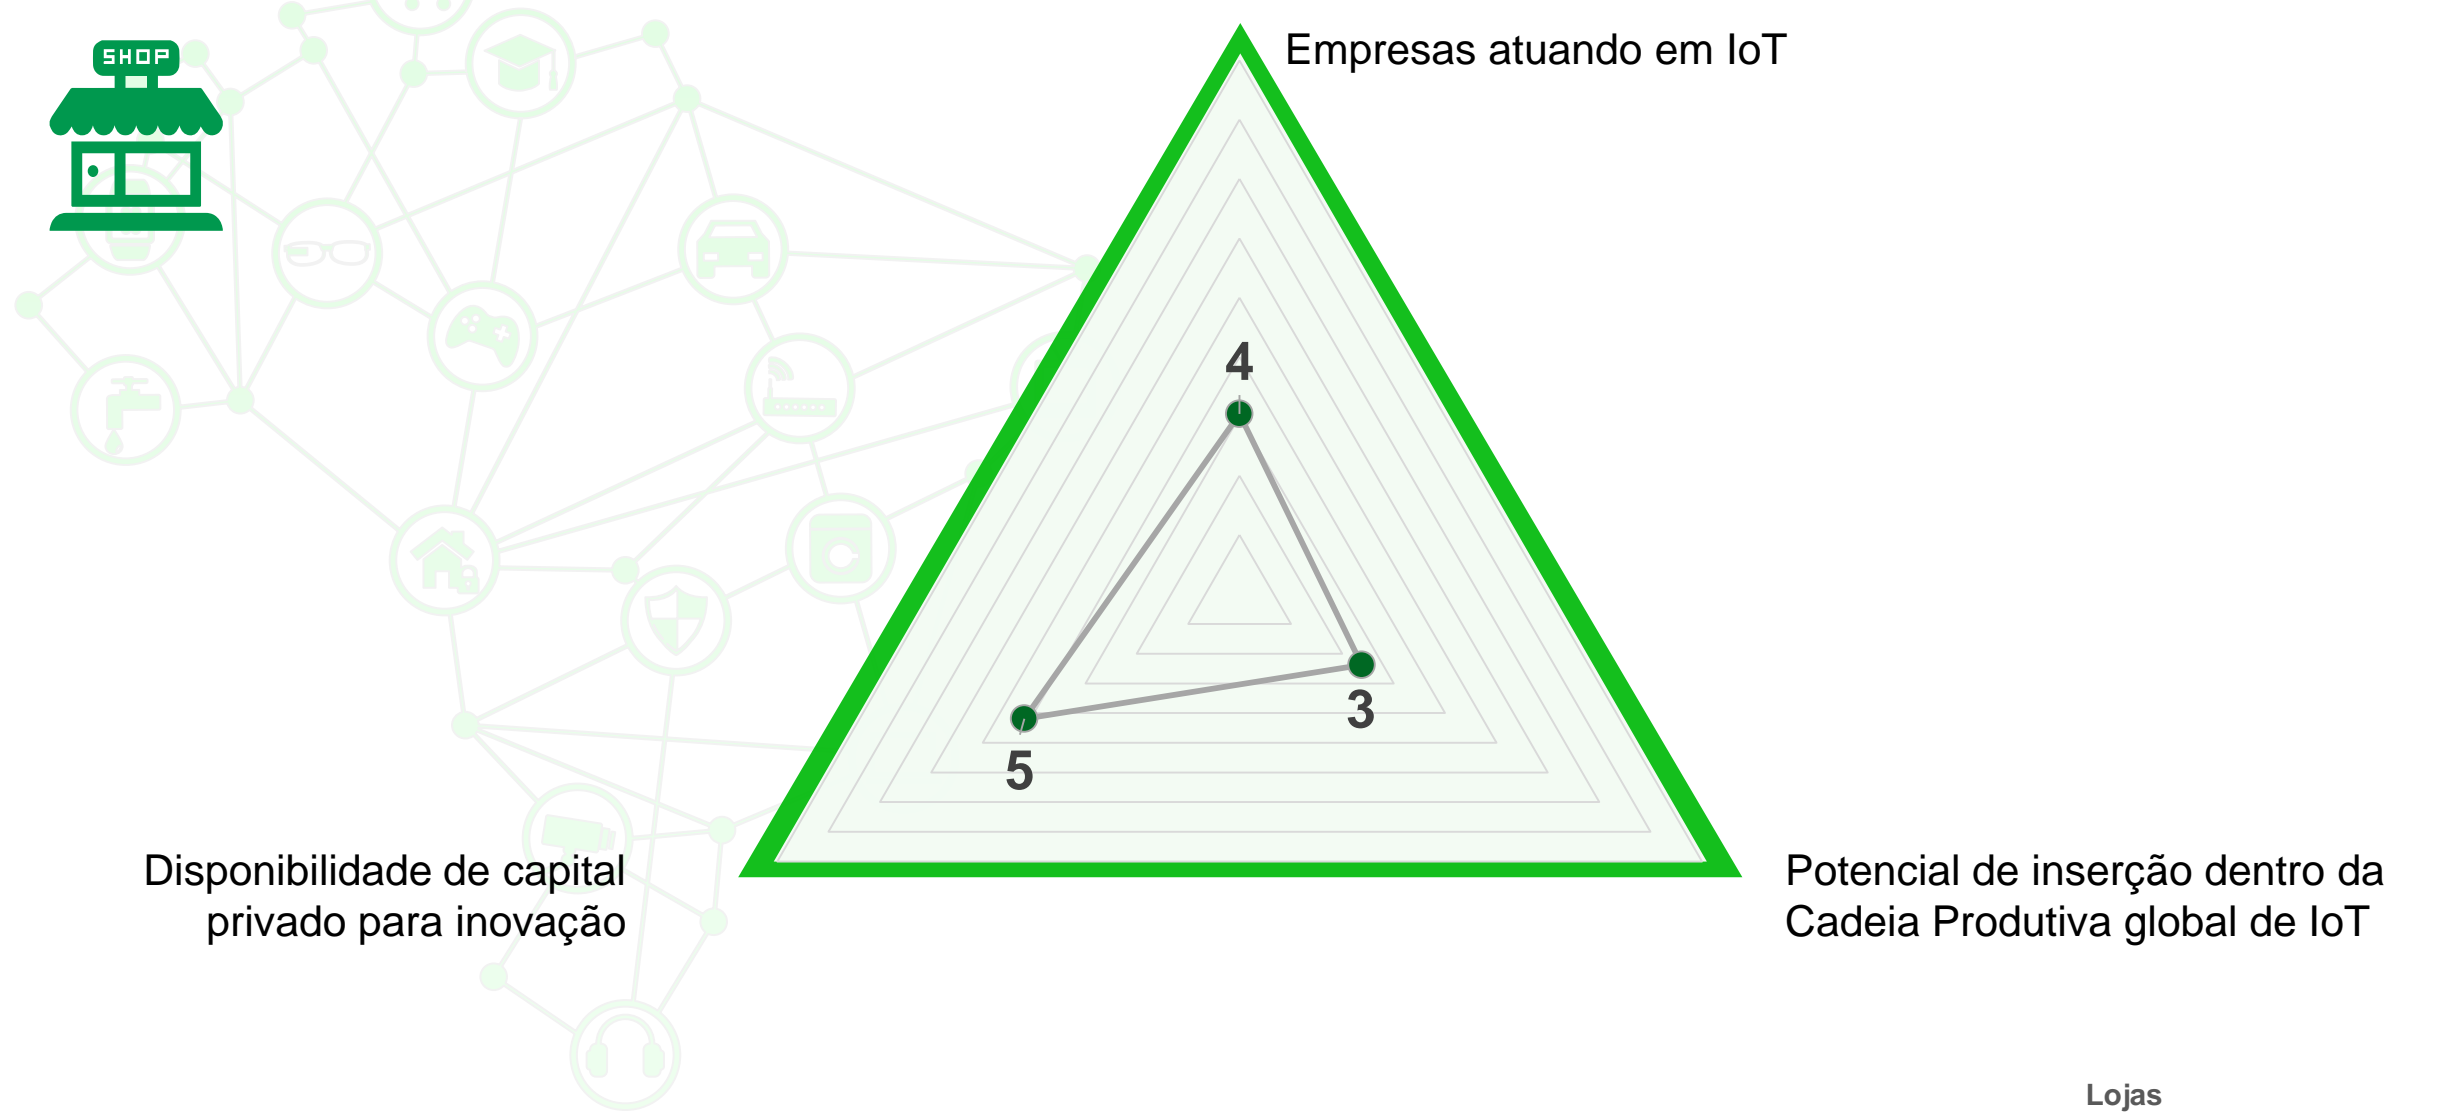 SHOP
Empresas atuando em IoT
4
3
5
Disponibilidade de capital
privado para inovação
Potencial de inserção dentro da
Cadeia Produtiva global de IoT
Lojas